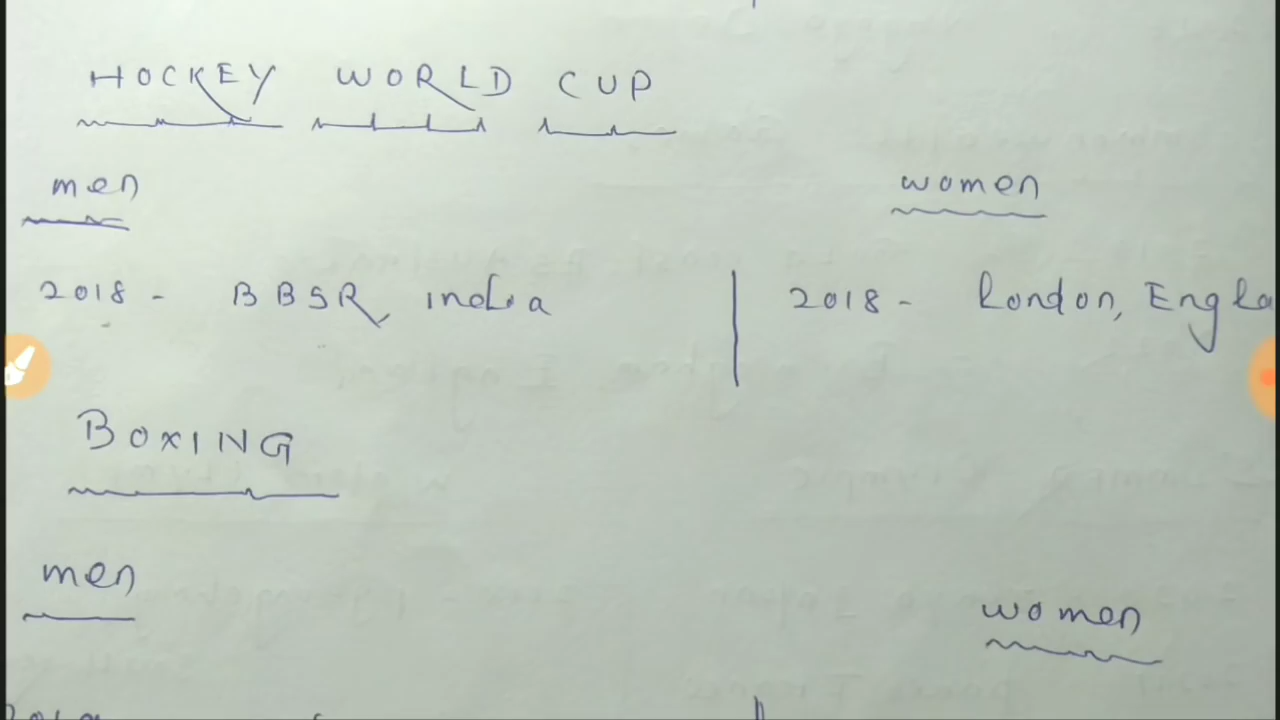 HOCKEY WORLD CUP
men women
2018 - BBSR, india 2018 - London, Engla
BOXING
men
women